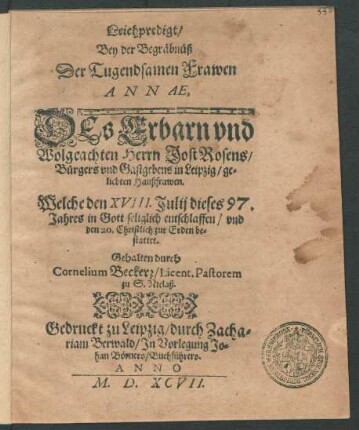 Leichpredigt/
Bey der Begräbnüß
Der Tugendsamen Frawen
ANNAE,
DEs Erbarn vnd
Wolgeachten Herrn Jost Rosens/
Bürgers vnd Gastgebens in Leipzig/ ge-
liebten Haußfrawen.
Welche den XVIII. Julij dieses 97.
Jahres in Gott seliglich entschlaffen/ vnd
den 20. Christlich zur Erden be-
stattet.
Gehalten durch
Cornelium Becker/ Licent. Pastorem
zu S. Niclaß.
Gedruckt zu Leipzig/ durch Zacha-
riam Berwald/ In Vorlegung Jo-
han Börners/ Buchführers.
ANNO
M. D. XCVII.